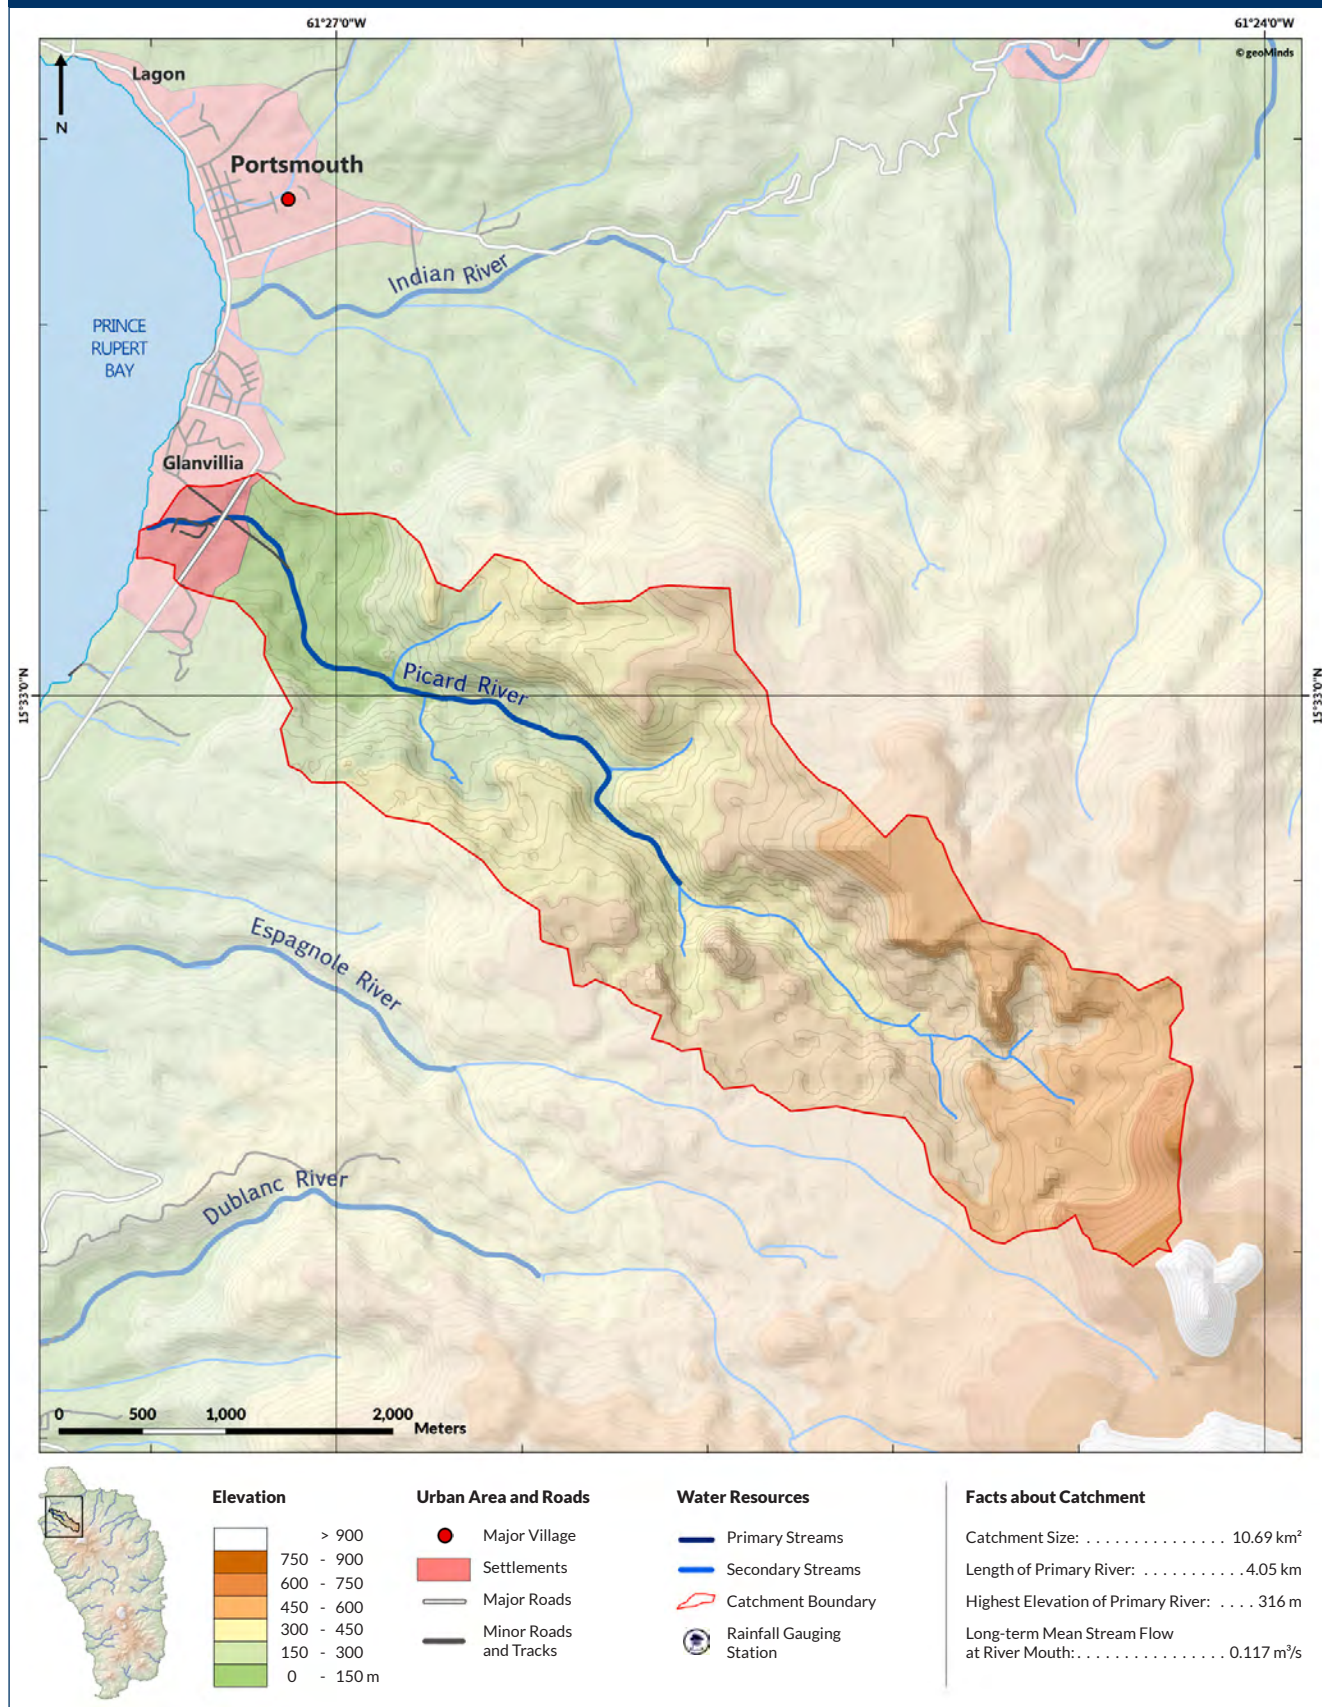 61°27'0"W
61°24'0"W
© geoMinds
Lagon
N
Portsmouth
Indian River
PRINCE
RUPERT
BAY
Glanvillia
Picard River
15°33'0"N
15°33'0"N
Espagnole River
Dublanc River
0 500 1,000 2,000 Meters
Elevation
> 900
750 - 900
600 - 750
450 - 600
300 - 450
150 - 300
0 - 150 m
Urban Area and Roads
Major Village
Settlements
Major Roads
Minor Roads
and Tracks
Water Resources
Primary Streams
Secondary Streams
Catchment Boundary
Rainfall Gauging
Station
Facts about Catchment
Catchment Size: . . . . . . . . . . . . . . . 10.69 km²
Length of Primary River: . . . . . . . . . . . 4.05 km
Highest Elevation of Primary River: . . . . 316 m
Long-term Mean Stream Flow
at River Mouth: . . . . . . . . . . . . . . . . 0.117 m³/s